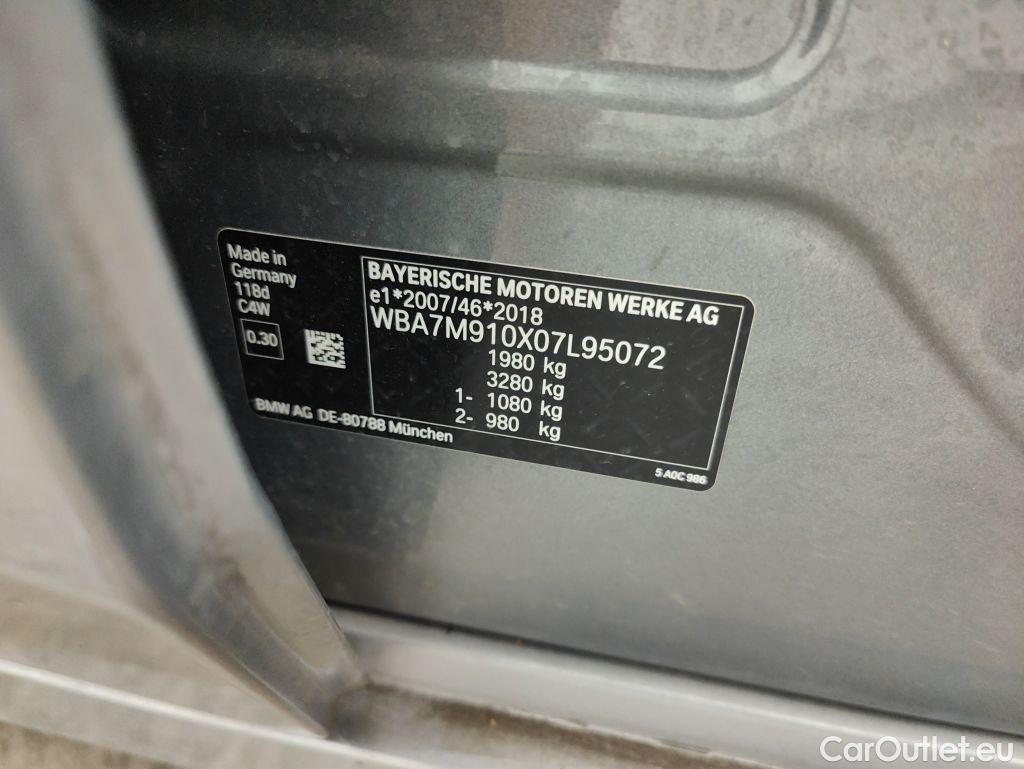 Made in
Germany
118d
C4W
0.30
BMW AG DE-80788 München
BAYERISCHE MOTOREN WERKE AG
e1*2007/46*2018
WBA7M910X07L95072
1980 kg
3280 kg
1- 1080 kg
2- 980 kg
5 A0C 986
CarOutlet.eu